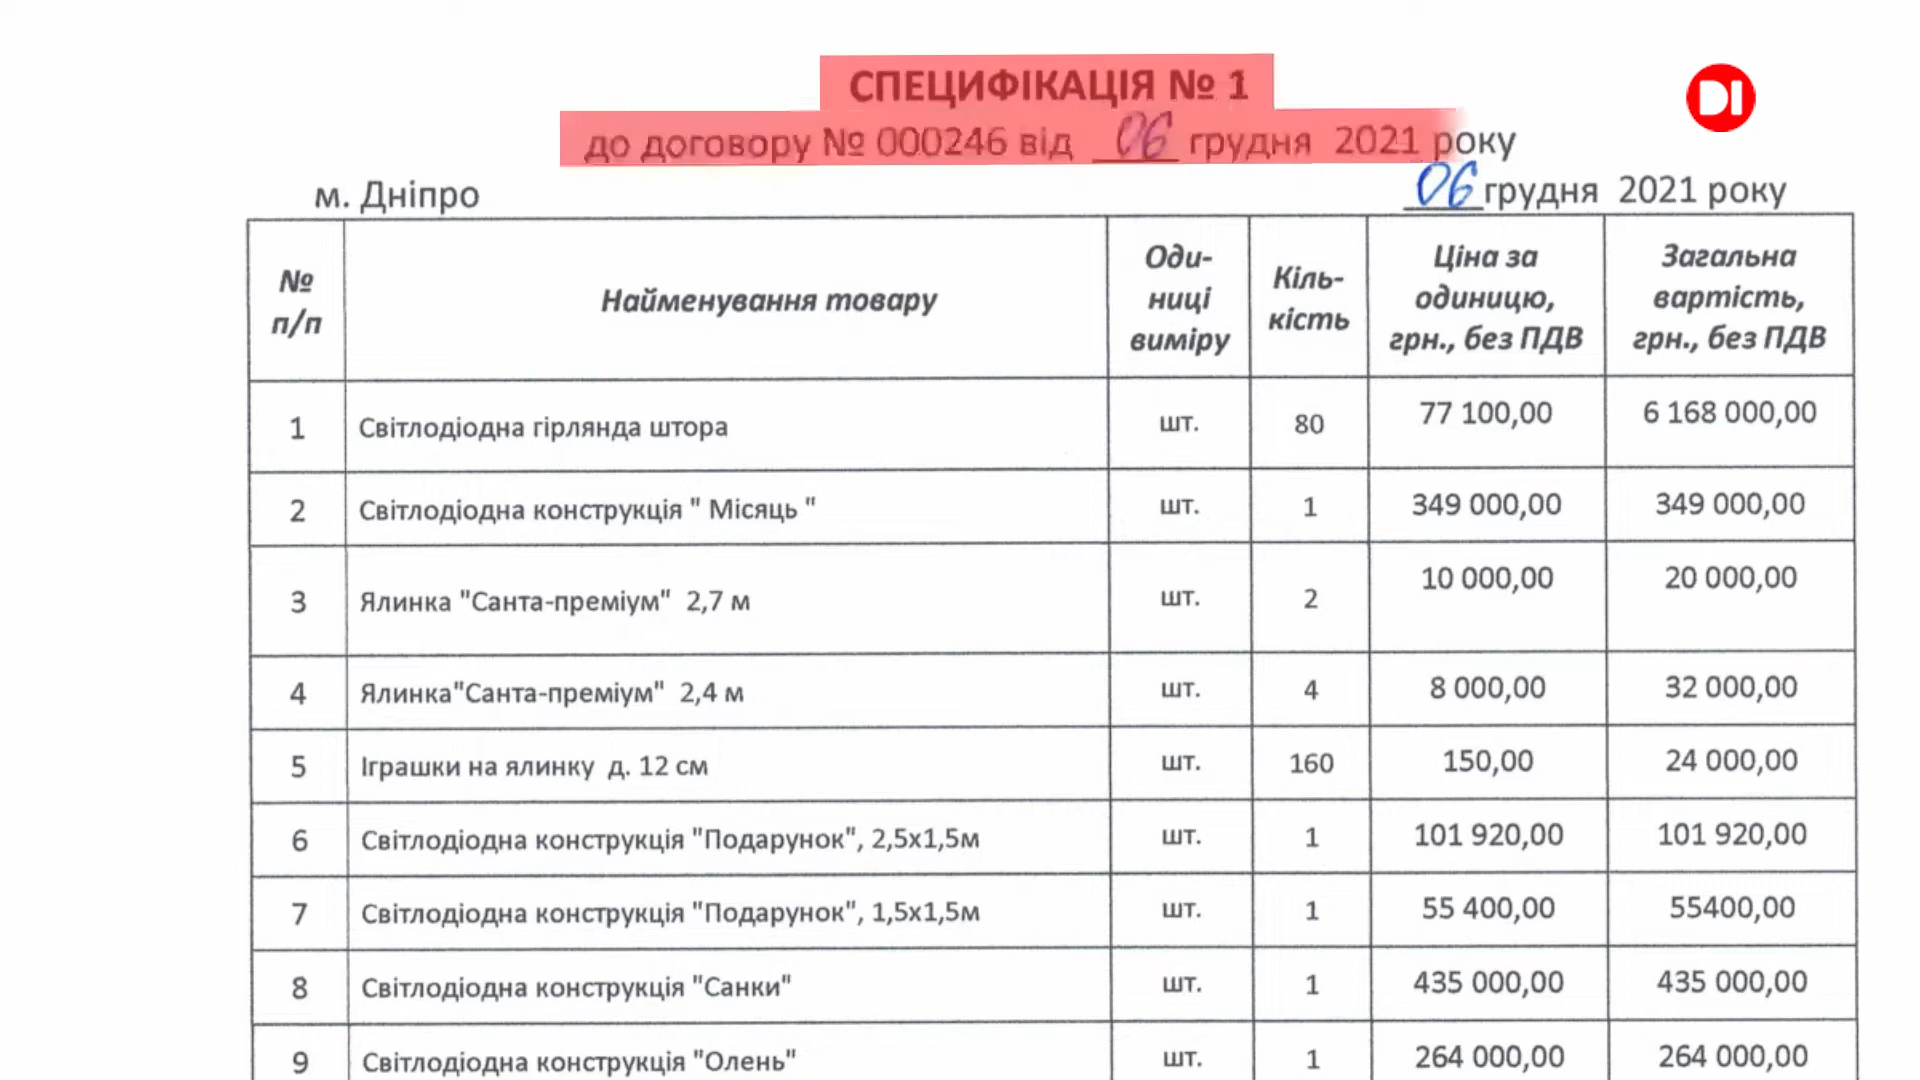 СПЕЦИФІКАЦІЯ № 1
DI
до договору № 000246 від 06 грудня 2021 року
м. Дніпро 06 грудня 2021 року
№ п/п Найменування товару Оди-ниці виміру Кіль-кість Ціна за одиницю, грн., без ПДВ Загальна вартість, грн., без ПДВ
1 Світлодіодна гірлянда штора шт. 80 77 100,00 6 168 000,00
2 Світлодіодна конструкція " Місяць " шт. 1 349 000,00 349 000,00
3 Ялинка "Санта-преміум" 2,7 м шт. 2 10 000,00 20 000,00
4 Ялинка"Санта-преміум" 2,4 м шт. 4 8 000,00 32 000,00
5 Іграшки на ялинку д. 12 см шт. 160 150,00 24 000,00
6 Світлодіодна конструкція "Подарунок", 2,5х1,5м шт. 1 101 920,00 101 920,00
7 Світлодіодна конструкція "Подарунок", 1,5х1,5м шт. 1 55 400,00 55400,00
8 Світлодіодна конструкція "Санки" шт. 1 435 000,00 435 000,00
9 Світлодіодна конструкція "Олень" шт. 1 264 000,00 264 000,00